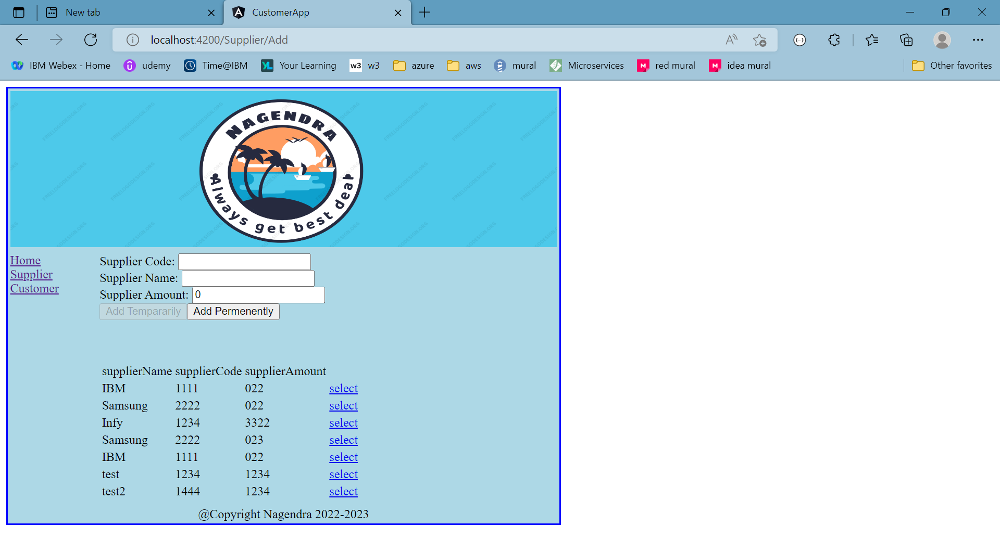 New tab
CustomerApp
localhost:4200/Supplier/Add
IBM Webex - Home udemy Time@IBM Your Learning w3 w3 azure aws mural Microservices red mural idea mural Other favorites
NAGENDRA
Always get best deal
Home
Supplier
Customer
Supplier Code:
Supplier Name:
Supplier Amount: 0
Add Tempararily Add Permenently
supplierName supplierCode supplierAmount
IBM 1111 022 select
Samsung 2222 022 select
Infy 1234 3322 select
Samsung 2222 023 select
IBM 1111 022 select
test 1234 1234 select
test2 1444 1234 select
@Copyright Nagendra 2022-2023